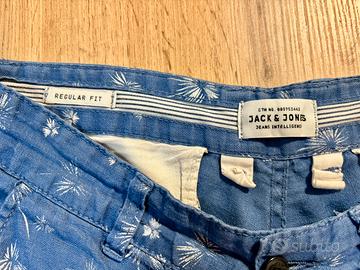 REGULAR FIT
JACK & JONES
JEANS INTELLIGENCE
subito